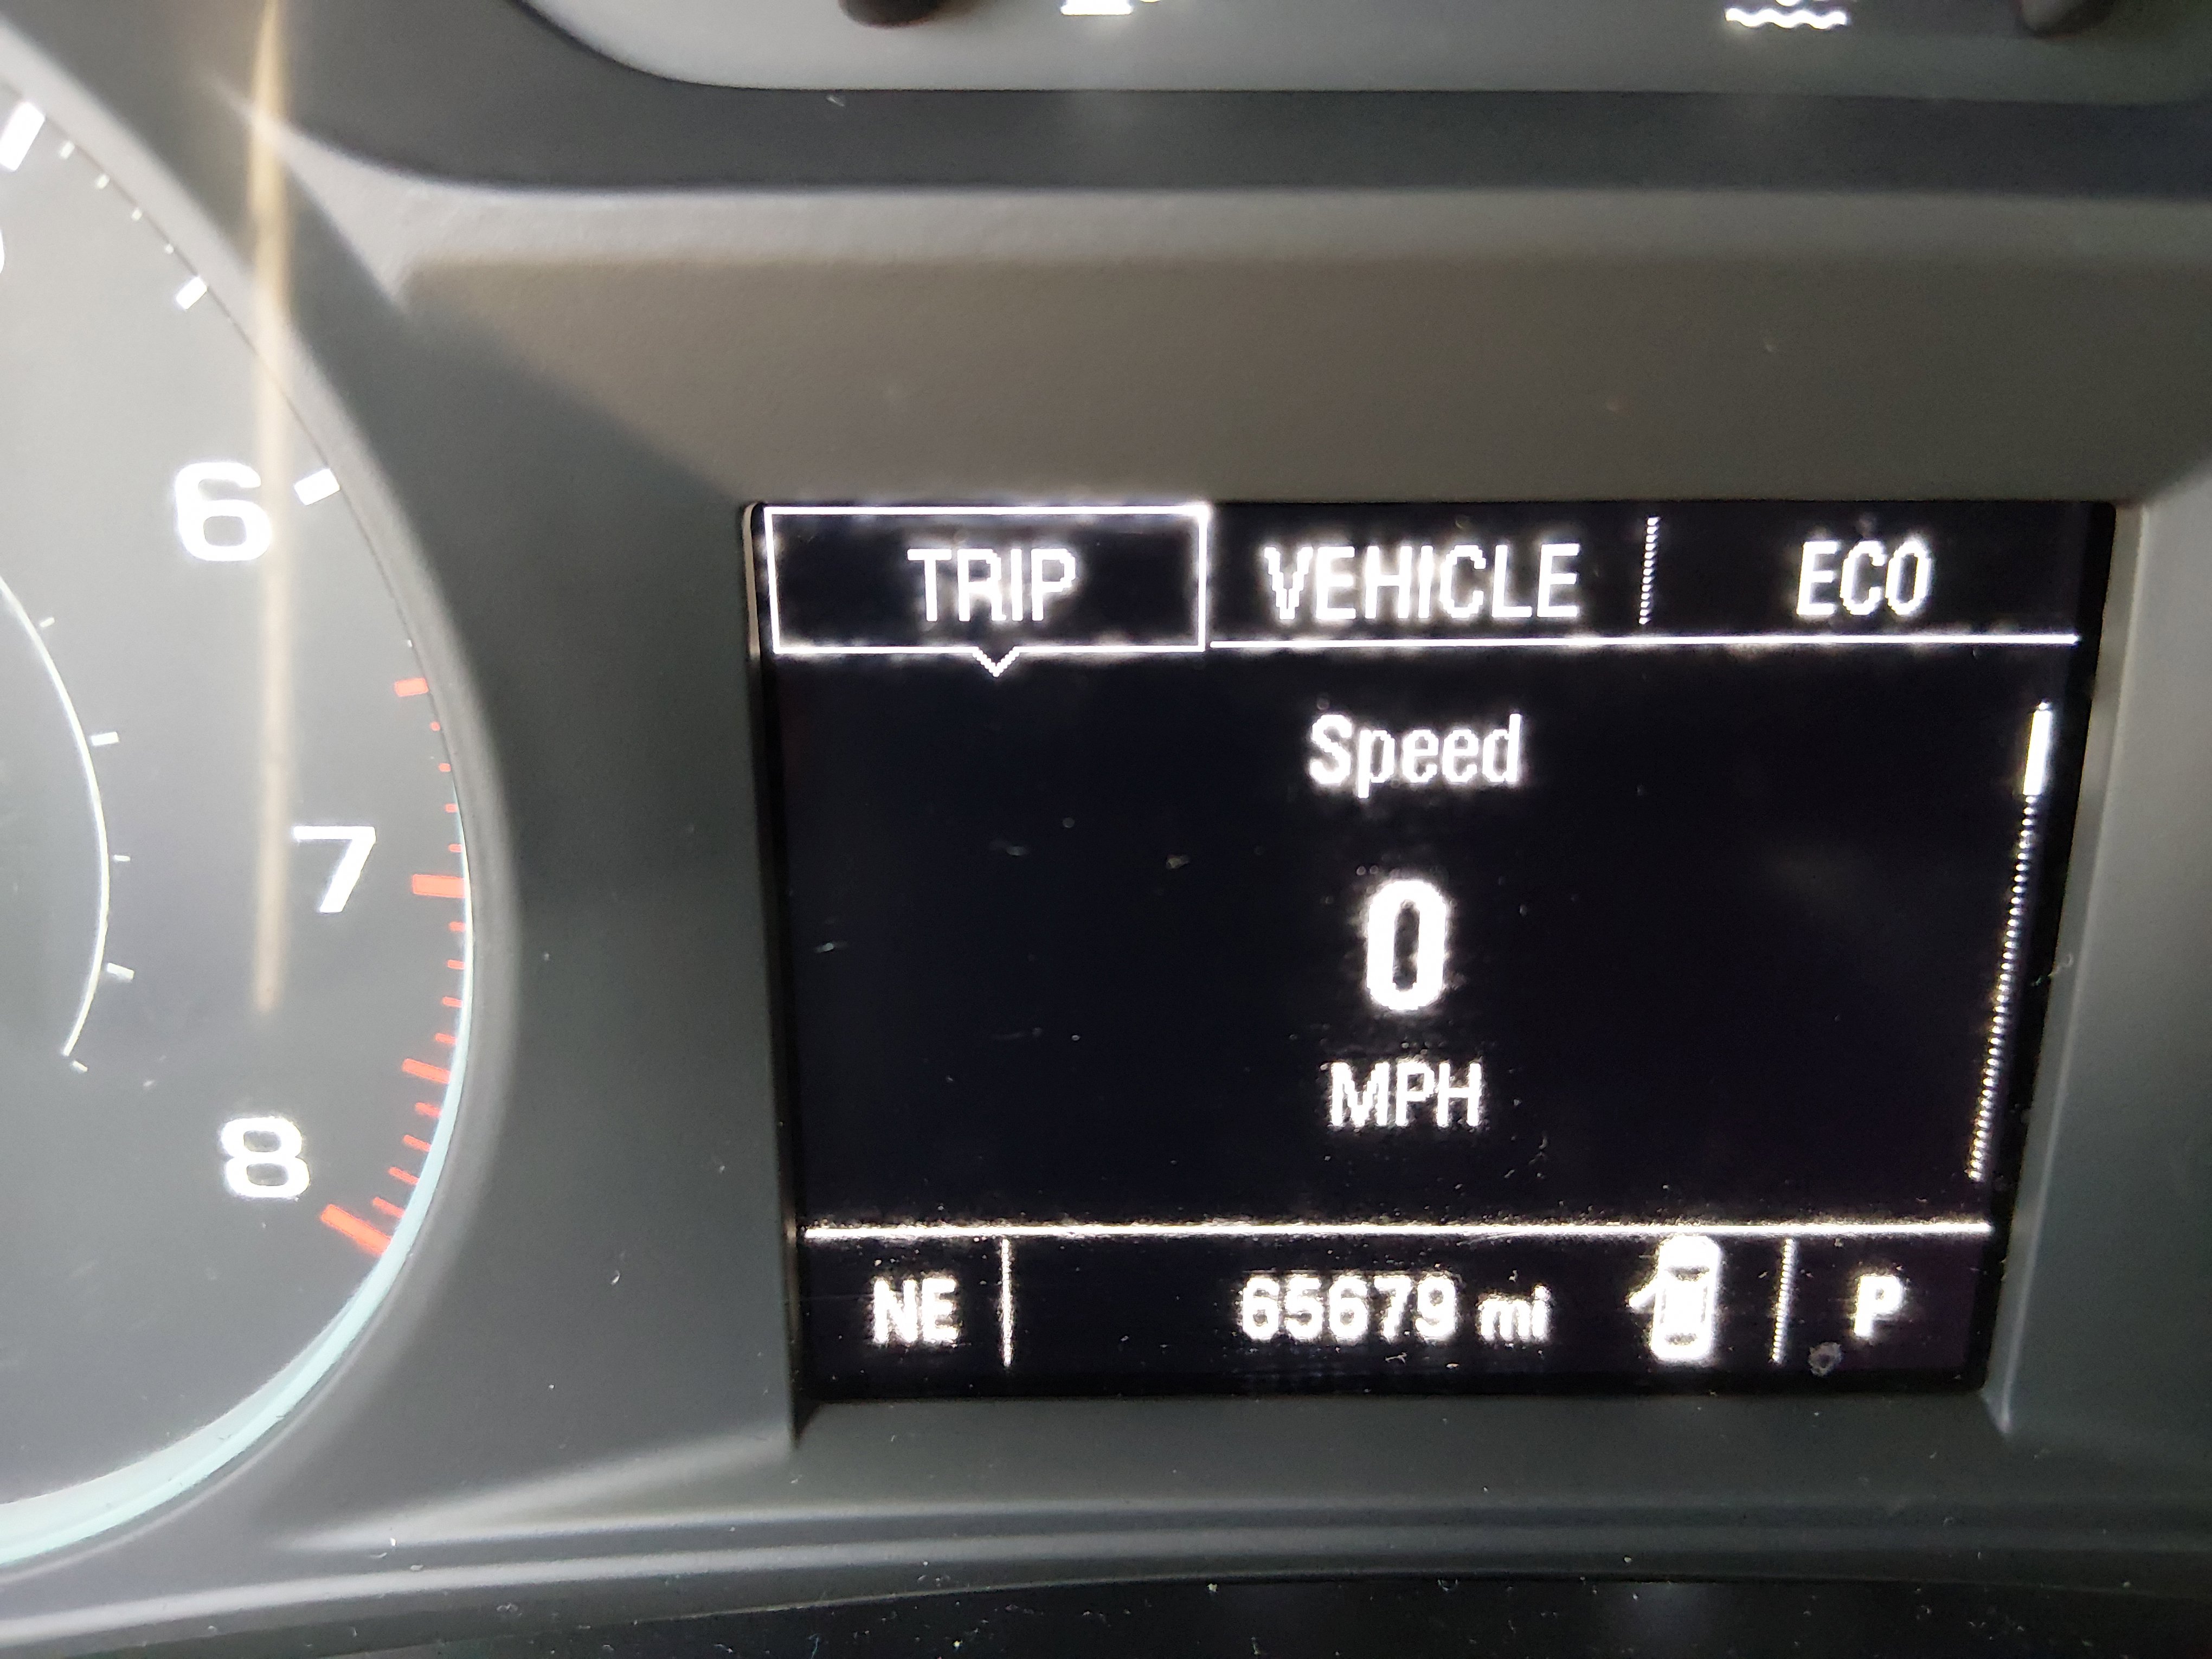 TRIP VEHICLE ECO
6
Speed
7
0
MPH
8
NE 65679 mi P